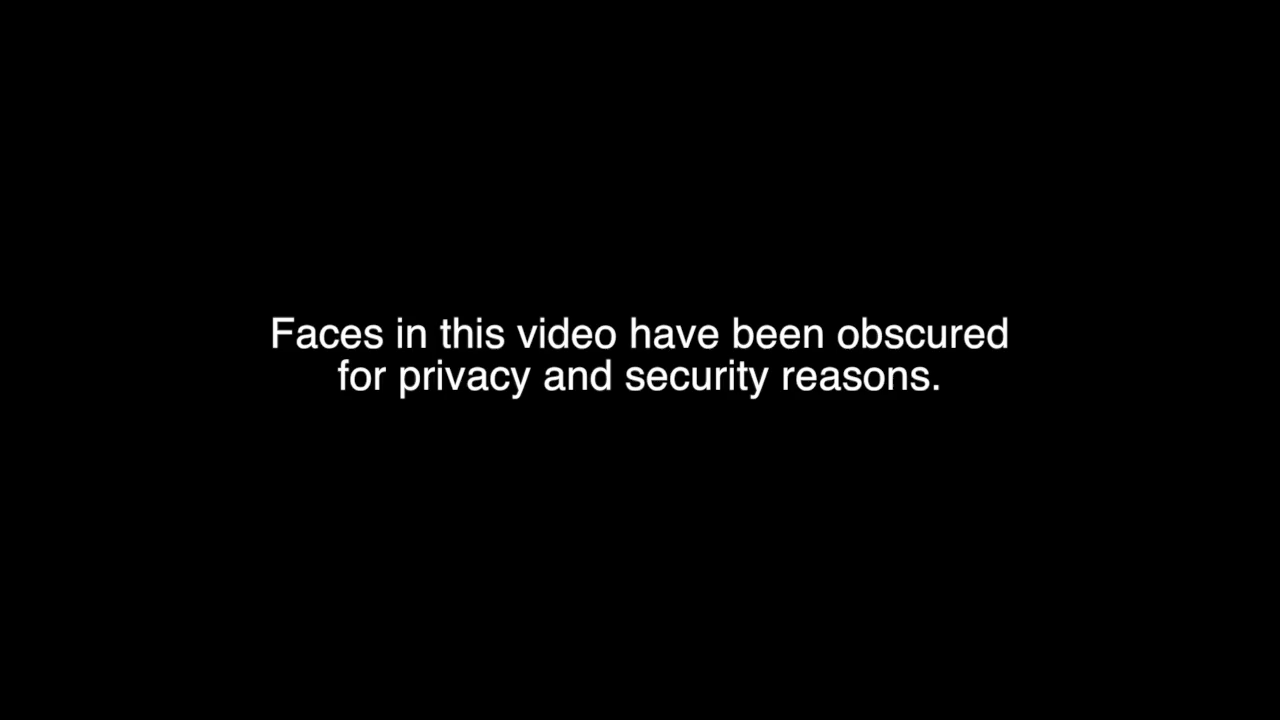 Faces in this video have been obscured
for privacy and security reasons.